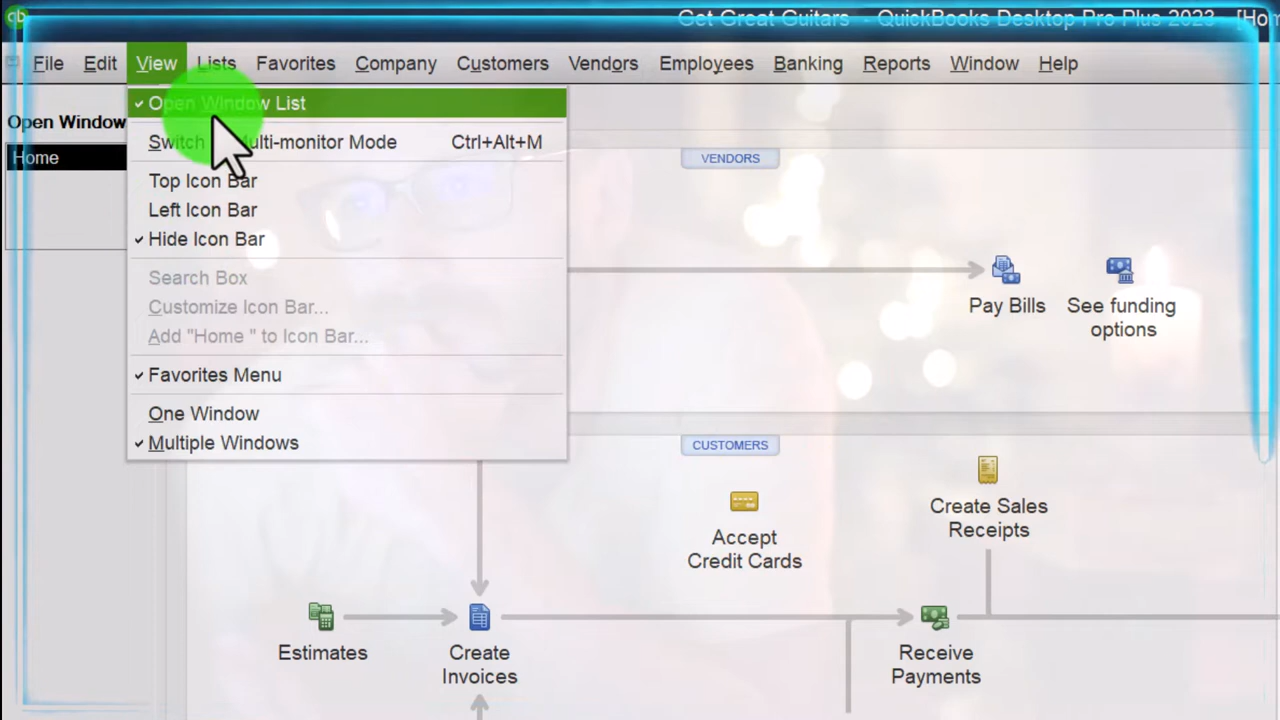 Get Great Guitars - QuickBooks Desktop Pro Plus 2023 - [Hom
File Edit View Lists Favorites Company Customers Vendors Employees Banking Reports Window Help
Open Window
Home
Open Window List
Switch Multi-monitor Mode Ctrl+Alt+M
Top Icon Bar
Left Icon Bar
Hide Icon Bar
Search Box
Customize Icon Bar...
Add "Home " to Icon Bar...
Favorites Menu
One Window
Multiple Windows
VENDORS
Pay Bills
See funding
options
CUSTOMERS
Accept
Credit Cards
Create Sales
Receipts
Estimates
Create
Invoices
Receive
Payments